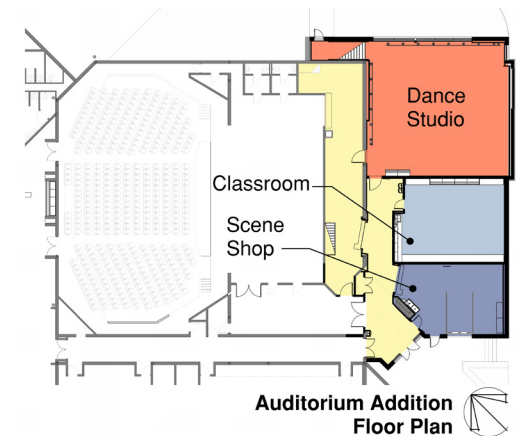 Dance
Studio
Classroom
Scene
Shop
Auditorium Addition
Floor Plan